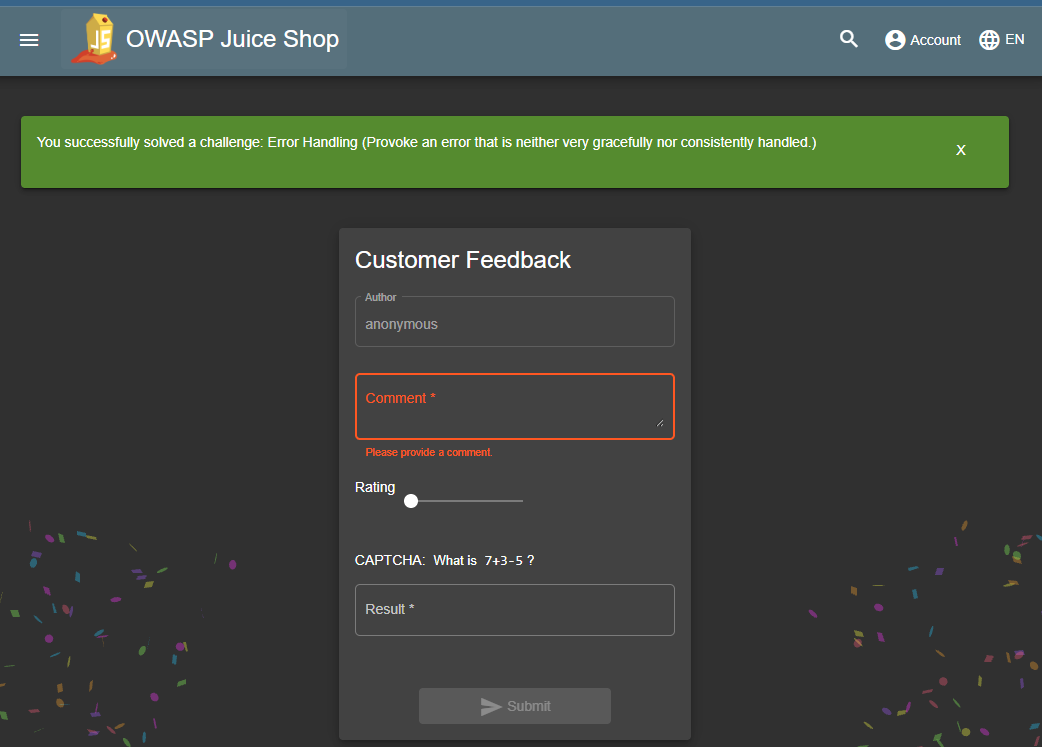 JS OWASP Juice Shop Account EN
You successfully solved a challenge: Error Handling (Provoke an error that is neither very gracefully nor consistently handled.) X
Customer Feedback
Author
anonymous
Comment *
Please provide a comment.
Rating
CAPTCHA: What is 7+3-5 ?
Result *
Submit